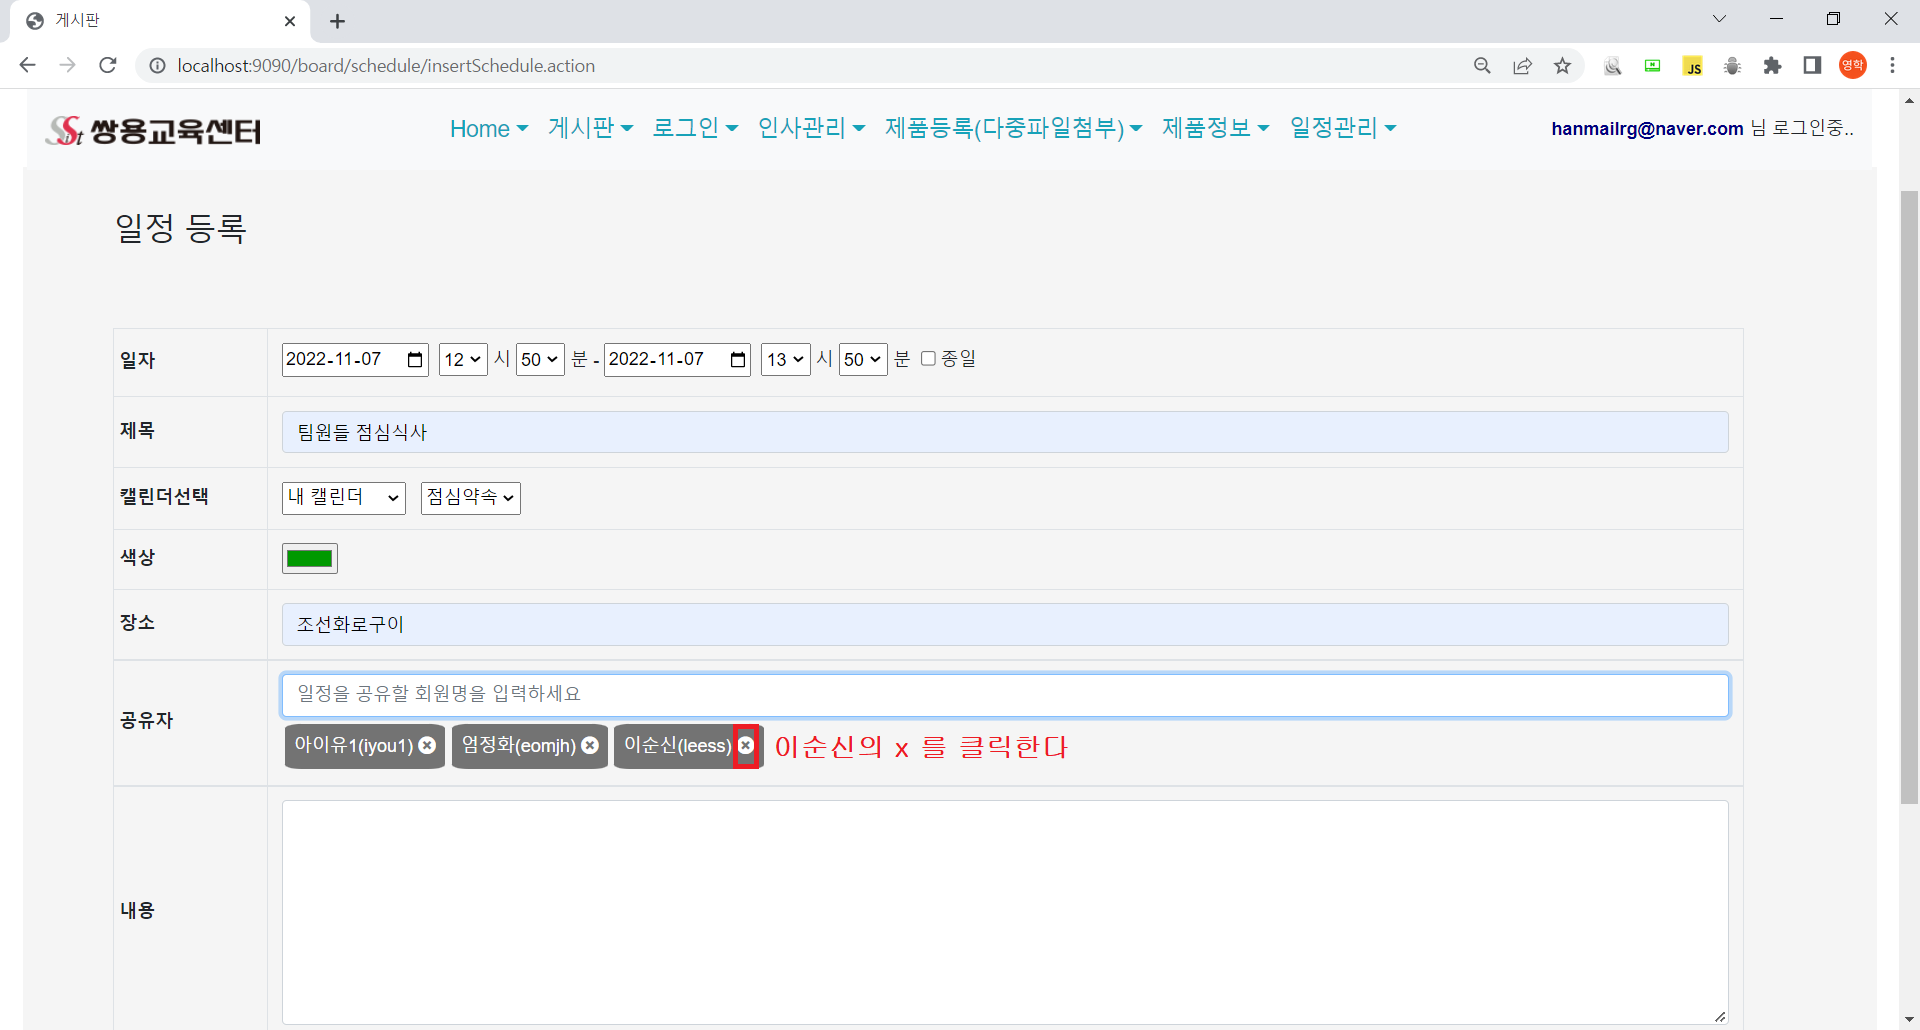 게시판
localhost:9090/board/schedule/insertSchedule.action
JS
영학
SSist 쌍용교육센터 Home 게시판 로그인 인사관리 제품등록(다중파일첨부) 제품정보 일정관리 hanmailrg@naver.com 님 로그인중..
일정 등록
일자 2022-11-07 12 시 50 분 - 2022-11-07 13 시 50 분 종일
제목 팀원들 점심식사
캘린더선택 내 캘린더 점심약속
색상
장소 조선화로구이
공유자 일정을 공유할 회원명을 입력하세요
아이유1(iyou1) 엄정화(eomjh) 이순신(leess) 이순신의 x 를 클릭한다
내용